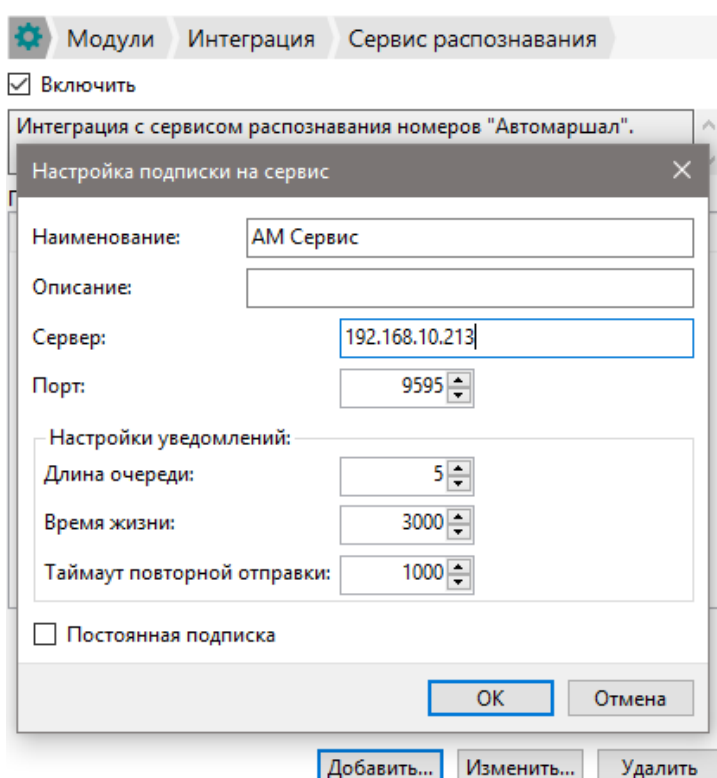 Модули Интеграция Сервис распознавания
Включить
Интеграция с сервисом распознавания номеров "Автомаршал".
Настройка подписки на сервис
Наименование: АМ Сервис
Описание:
Сервер: 192.168.10.213
Порт: 9595
Настройки уведомлений:
Длина очереди: 5
Время жизни: 3000
Таймаут повторной отправки: 1000
Постоянная подписка
OK Отмена
Добавить... Изменить... Удалить